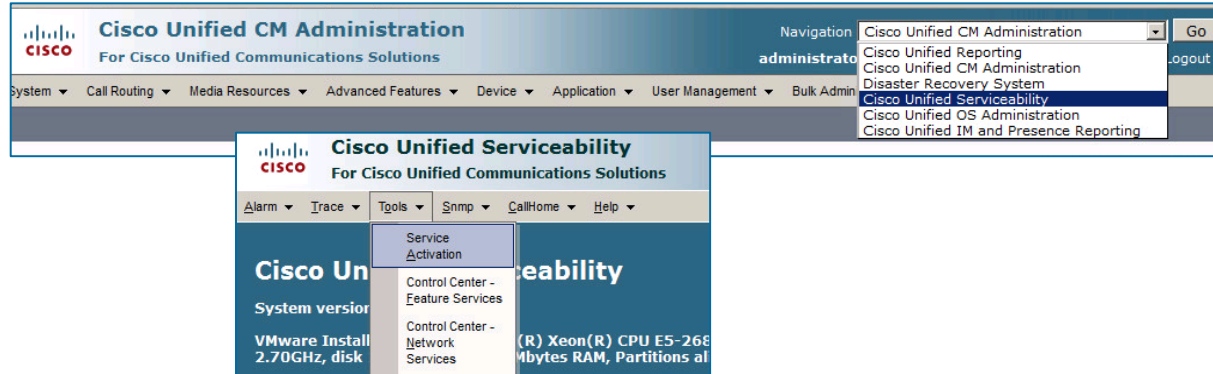 Cisco Unified CM Administration
For Cisco Unified Communications Solutions
CISCO
Navigation Cisco Unified CM Administration Go
administrato Logout
Cisco Unified Reporting
Cisco Unified CM Administration
Disaster Recovery System
Cisco Unified Serviceability
Cisco Unified OS Administration
Cisco Unified IM and Presence Reporting
System Call Routing Media Resources Advanced Features Device Application User Management Bulk Admin
CISCO
Cisco Unified Serviceability
For Cisco Unified Communications Solutions
Alarm Trace Tools Snmp CallHome Help
Service
Activation
Control Center -
Feature Services
Control Center -
Network
Services
Cisco Un eability
System version
VMware Install (R) Xeon(R) CPU E5-268
2.70GHz, disk Mbytes RAM, Partitions al